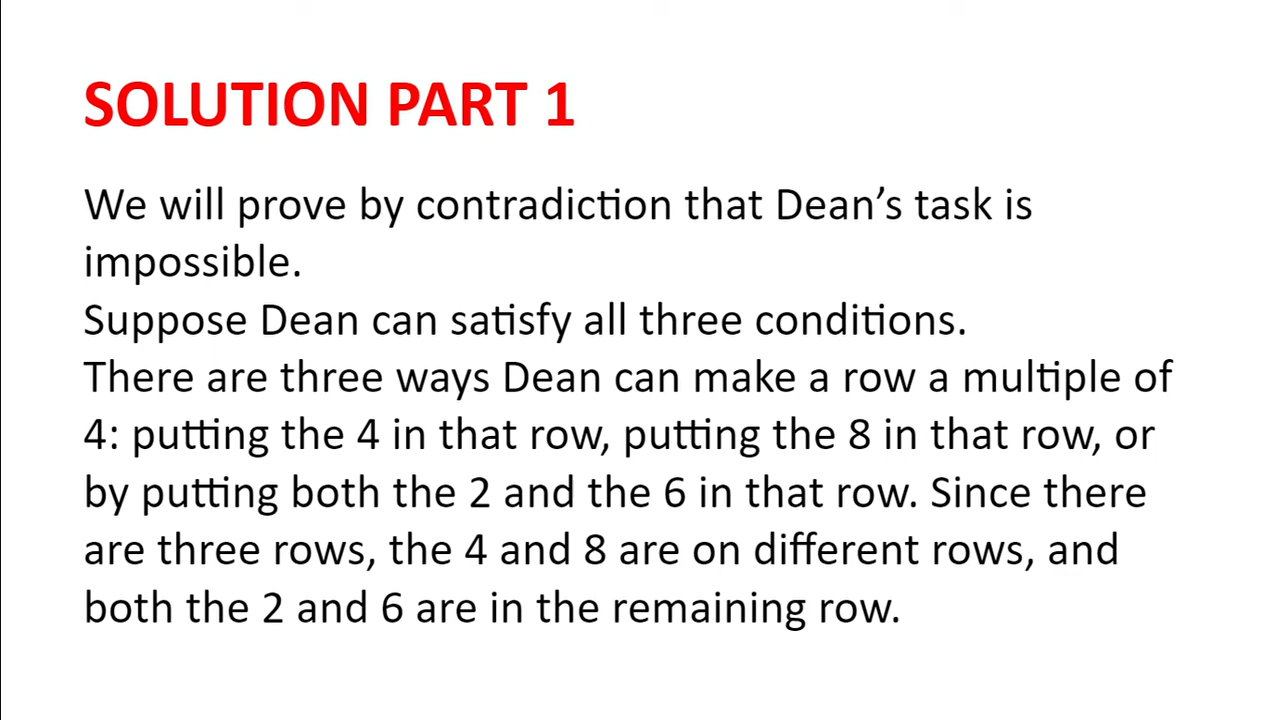 SOLUTION PART 1
We will prove by contradiction that Dean’s task is
impossible.
Suppose Dean can satisfy all three conditions.
There are three ways Dean can make a row a multiple of
4: putting the 4 in that row, putting the 8 in that row, or
by putting both the 2 and the 6 in that row. Since there
are three rows, the 4 and 8 are on different rows, and
both the 2 and 6 are in the remaining row.